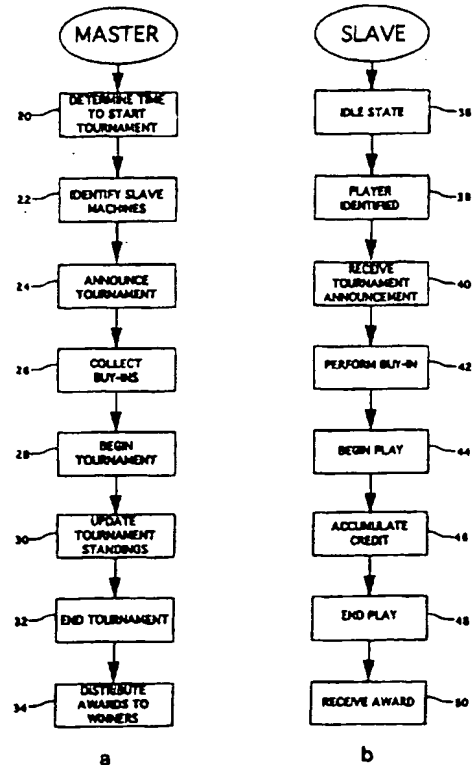 MASTER
20
DETERMINE TIME
TO START
TOURNAMENT
22
IDENTIFY SLAVE
MACHINES
24
ANNOUNCE
TOURNAMENT
26
COLLECT
BUY-INS
28
BEGIN
TOURNAMENT
30
UPDATE
TOURNAMENT
STANDINGS
32
END TOURNAMENT
34
DISTRIBUTE
AWARDS TO
WINNERS
a
SLAVE
IDLE STATE
36
PLAYER
IDENTIFIED
38
RECEIVE
TOURNAMENT
ANNOUNCEMENT
40
PERFORM BUY-IN
42
BEGIN PLAY
44
ACCUMULATE
CREDIT
46
END PLAY
48
RECEIVE AWARD
50
b